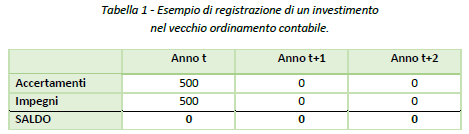 Tabella 1 - Esempio di registrazione di un investimento
nel vecchio ordinamento contabile.
Anno t Anno t+1 Anno t+2
Accertamenti 500 0 0
Impegni 500 0 0
SALDO 0 0 0